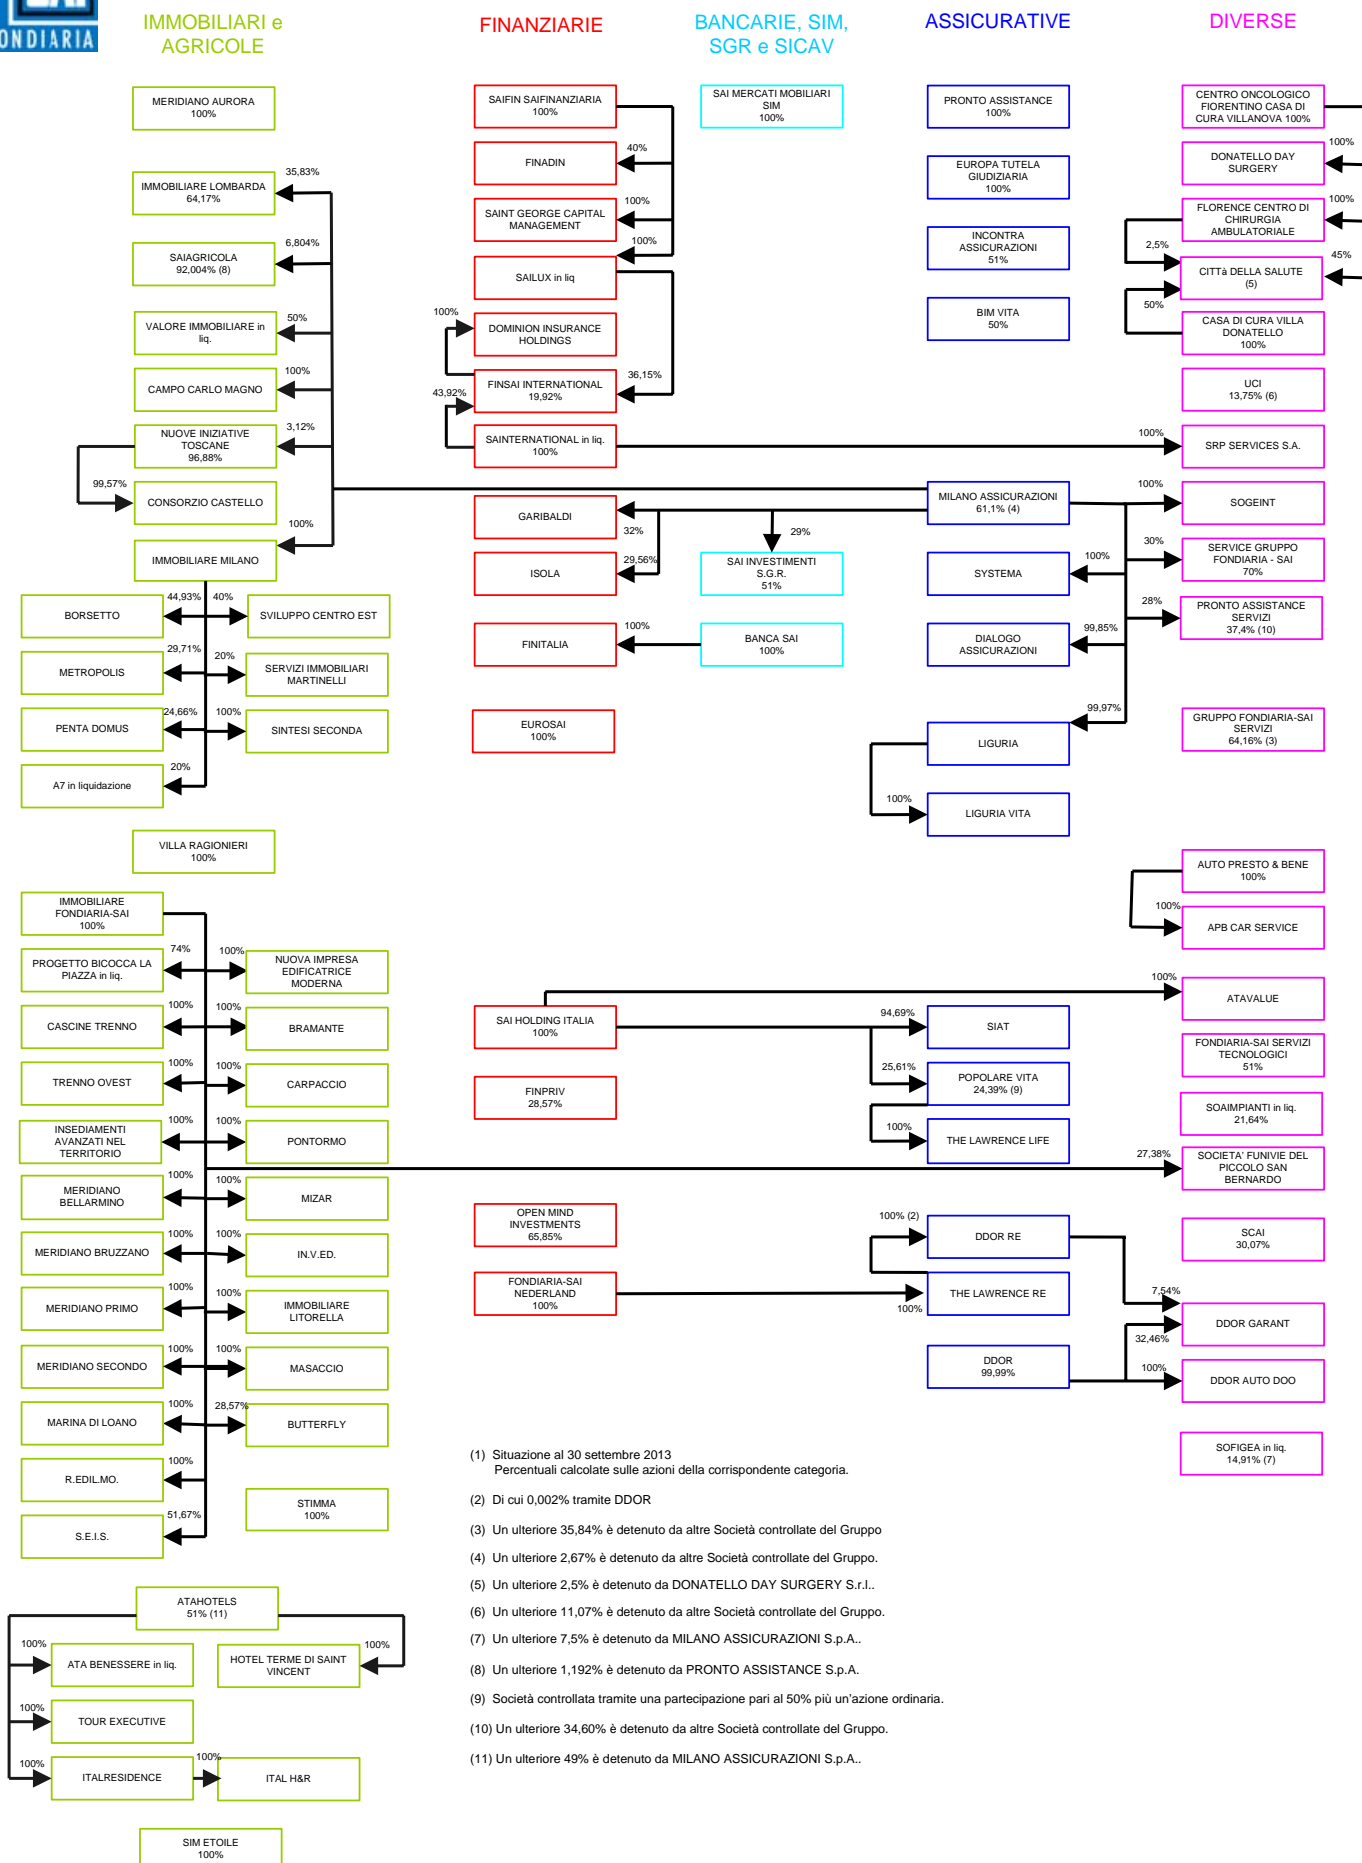 SAI
ONDIARIA
IMMOBILIARI e
AGRICOLE
FINANZIARIE
BANCARIE, SIM,
SGR e SICAV
ASSICURATIVE
DIVERSE
MERIDIANO AURORA
100%
35,83%
IMMOBILIARE LOMBARDA
64,17%
6,804%
SAIAGRICOLA
92,004% (8)
50%
VALORE IMMOBILIARE in
liq.
100%
CAMPO CARLO MAGNO
3,12%
NUOVE INIZIATIVE
TOSCANE
96,88%
99,57%
CONSORZIO CASTELLO
100%
IMMOBILIARE MILANO
44,93%
40%
BORSETTO
SVILUPPO CENTRO EST
29,71%
20%
METROPOLIS
SERVIZI IMMOBILIARI
MARTINELLI
24,66%
100%
PENTA DOMUS
SINTESI SECONDA
20%
A7 in liquidazione
VILLA RAGIONIERI
100%
IMMOBILIARE
FONDIARIA-SAI
100%
74%
100%
PROGETTO BICOCCA LA
PIAZZA in liq.
NUOVA IMPRESA
EDIFICATRICE
MODERNA
100%
100%
CASCINE TRENNO
BRAMANTE
100%
100%
TRENNO OVEST
CARPACCIO
100%
100%
INSEDIAMENTI
AVANZATI NEL
TERRITORIO
PONTORMO
100%
100%
MERIDIANO
BELLARMINO
MIZAR
100%
100%
MERIDIANO BRUZZANO
IN.V.ED.
100%
100%
MERIDIANO PRIMO
IMMOBILIARE
LITORELLA
100%
100%
MERIDIANO SECONDO
MASACCIO
100%
28,57%
MARINA DI LOANO
BUTTERFLY
100%
R.EDIL.MO.
STIMMA
100%
51,67%
S.E.I.S.
ATAHOTELS
51% (11)
100%
100%
ATA BENESSERE in liq.
HOTEL TERME DI SAINT
VINCENT
100%
TOUR EXECUTIVE
100%
100%
ITALRESIDENCE
ITAL H&R
SIM ETOILE
100%
SAIFIN SAIFINANZIARIA
100%
40%
FINADIN
100%
SAINT GEORGE CAPITAL
MANAGEMENT
100%
SAILUX in liq
100%
DOMINION INSURANCE
HOLDINGS
36,15%
FINSAI INTERNATIONAL
19,92%
43,92%
SAINTERNATIONAL in liq.
100%
GARIBALDI
32%
29,56%
ISOLA
100%
FINITALIA
EUROSAI
100%
SAI HOLDING ITALIA
100%
FINPRIV
28,57%
OPEN MIND
INVESTMENTS
65,85%
FONDIARIA-SAI
NEDERLAND
100%
SAI MERCATI MOBILIARI
SIM
100%
29%
SAI INVESTIMENTI
S.G.R.
51%
BANCA SAI
100%
PRONTO ASSISTANCE
100%
EUROPA TUTELA
GIUDIZIARIA
100%
INCONTRA
ASSICURAZIONI
51%
BIM VITA
50%
MILANO ASSICURAZIONI
61,1% (4)
100%
SYSTEMA
99,85%
DIALOGO
ASSICURAZIONI
99,97%
LIGURIA
100%
LIGURIA VITA
94,69%
SIAT
25,61%
POPOLARE VITA
24,39% (9)
100%
THE LAWRENCE LIFE
100% (2)
DDOR RE
THE LAWRENCE RE
100%
DDOR
99,99%
CENTRO ONCOLOGICO
FIORENTINO CASA DI
CURA VILLANOVA 100%
100%
DONATELLO DAY
SURGERY
100%
FLORENCE CENTRO DI
CHIRURGIA
AMBULATORIALE
2,5%
45%
CITTà DELLA SALUTE
(5)
50%
CASA DI CURA VILLA
DONATELLO
100%
UCI
13,75% (6)
100%
SRP SERVICES S.A.
100%
SOGEINT
30%
SERVICE GRUPPO
FONDIARIA - SAI
70%
28%
PRONTO ASSISTANCE
SERVIZI
37,4% (10)
GRUPPO FONDIARIA-SAI
SERVIZI
64,16% (3)
AUTO PRESTO & BENE
100%
100%
APB CAR SERVICE
100%
ATAVALUE
FONDIARIA-SAI SERVIZI
TECNOLOGICI
51%
SOAIMPIANTI in liq.
21,64%
27,38%
SOCIETA' FUNIVIE DEL
PICCOLO SAN
BERNARDO
SCAI
30,07%
7,54%
DDOR GARANT
32,46%
100%
DDOR AUTO DOO
SOFIGEA in liq.
14,91% (7)
(1) Situazione al 30 settembre 2013
Percentuali calcolate sulle azioni della corrispondente categoria.
(2) Di cui 0,002% tramite DDOR
(3) Un ulteriore 35,84% è detenuto da altre Società controllate del Gruppo
(4) Un ulteriore 2,67% è detenuto da altre Società controllate del Gruppo.
(5) Un ulteriore 2,5% è detenuto da DONATELLO DAY SURGERY S.r.l..
(6) Un ulteriore 11,07% è detenuto da altre Società controllate del Gruppo.
(7) Un ulteriore 7,5% è detenuto da MILANO ASSICURAZIONI S.p.A..
(8) Un ulteriore 1,192% è detenuto da PRONTO ASSISTANCE S.p.A.
(9) Società controllata tramite una partecipazione pari al 50% più un'azione ordinaria.
(10) Un ulteriore 34,60% è detenuto da altre Società controllate del Gruppo.
(11) Un ulteriore 49% è detenuto da MILANO ASSICURAZIONI S.p.A..